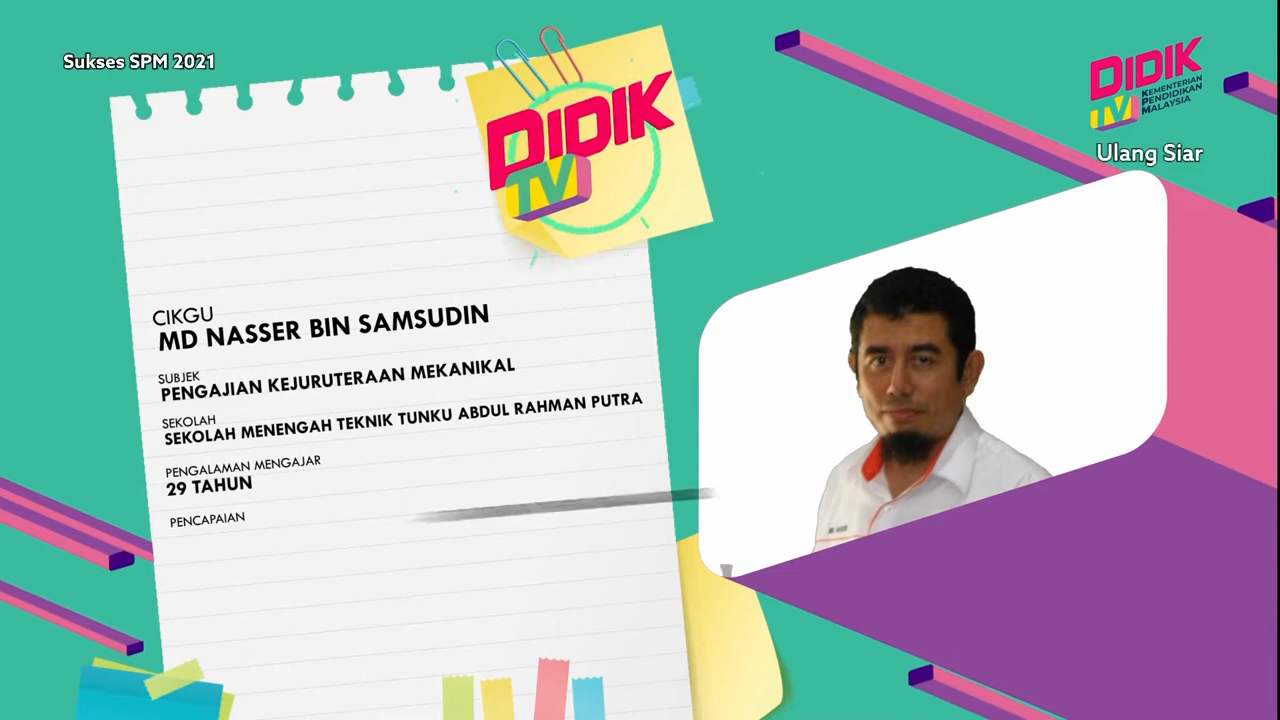 Sukses SPM 2021
DIDIK
TV
DIDIK
TV KEMENTERIAN
PENDIDIKAN
MALAYSIA
Ulang Siar
CIKGU
MD NASSER BIN SAMSUDIN
SUBJEK
PENGAJIAN KEJURUTERAAN MEKANIKAL
SEKOLAH
SEKOLAH MENENGAH TEKNIK TUNKU ABDUL RAHMAN PUTRA
PENGALAMAN MENGAJAR
29 TAHUN
PENCAPAIAN